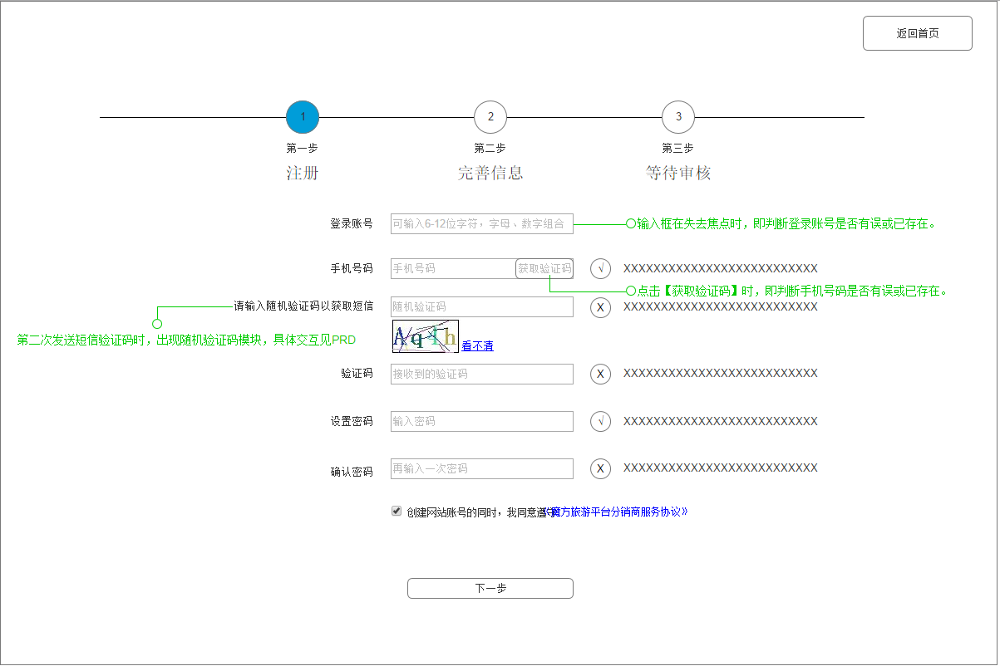 返回首页
1
2
3
第一步
第二步
第三步
注册
完善信息
等待审核
登录账号
可输入6-12位字符，字母、数字组合
输入框在失去焦点时，即判断登录账号是否有误或已存在。
手机号码
手机号码
获取验证码
√
XXXXXXXXXXXXXXXXXXXXXXXXXX
点击【获取验证码】时，即判断手机号码是否有误或已存在。
请输入随机验证码以获取短信
随机验证码
X
XXXXXXXXXXXXXXXXXXXXXXXXXX
第二次发送短信验证码时，出现随机验证码模块，具体交互见PRD
Aq4h
看不清
验证码
接收到的验证码
X
XXXXXXXXXXXXXXXXXXXXXXXXXX
设置密码
输入密码
√
XXXXXXXXXXXXXXXXXXXXXXXXXX
确认密码
再输入一次密码
X
XXXXXXXXXXXXXXXXXXXXXXXXXX
创建网站账号的同时，我同意遵守《魔方旅游平台分销商服务协议》
下一步